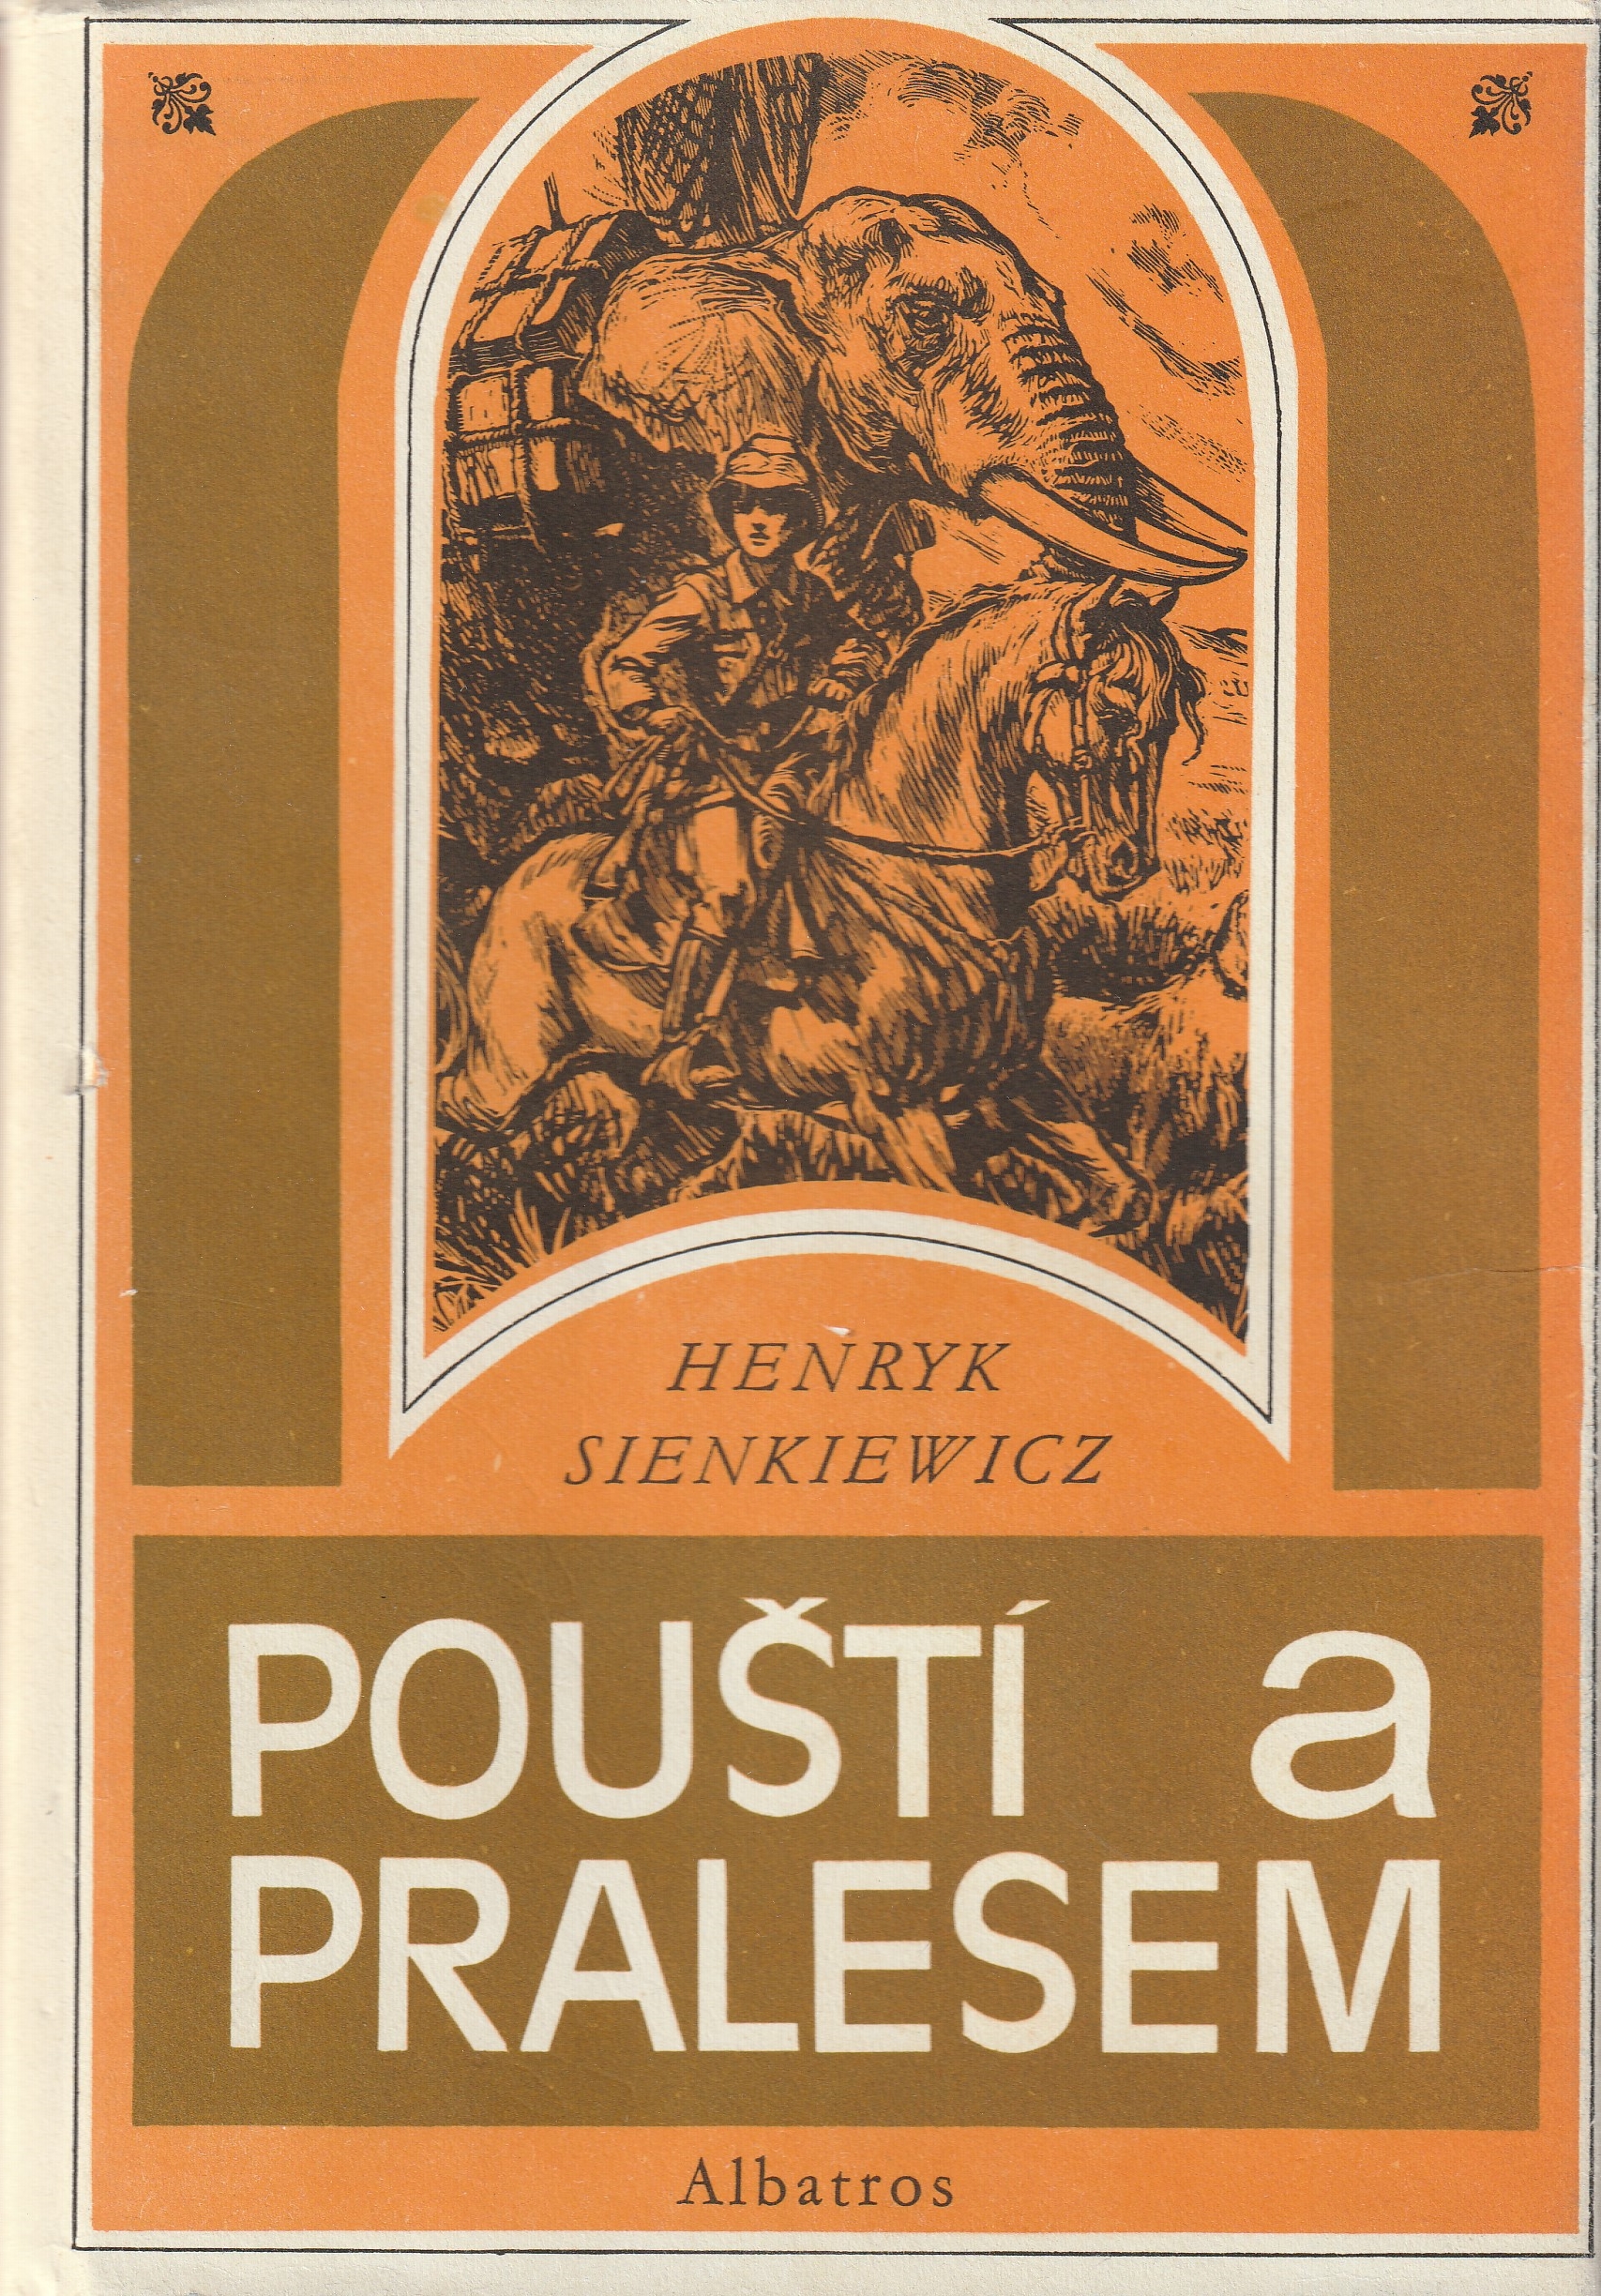 HENRYK
SIENKIEWICZ
POUŠTÍ a
PRALESEM
Albatros